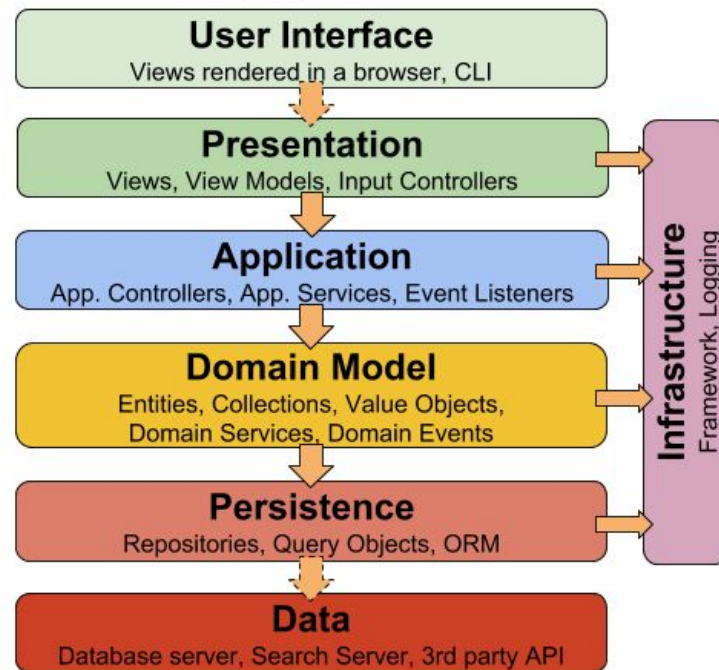 User Interface
Views rendered in a browser, CLI
Presentation
Views, View Models, Input Controllers
Application
App. Controllers, App. Services, Event Listeners
Domain Model
Entities, Collections, Value Objects,
Domain Services, Domain Events
Persistence
Repositories, Query Objects, ORM
Data
Database server, Search Server, 3rd party API
Infrastructure
Framework, Logging